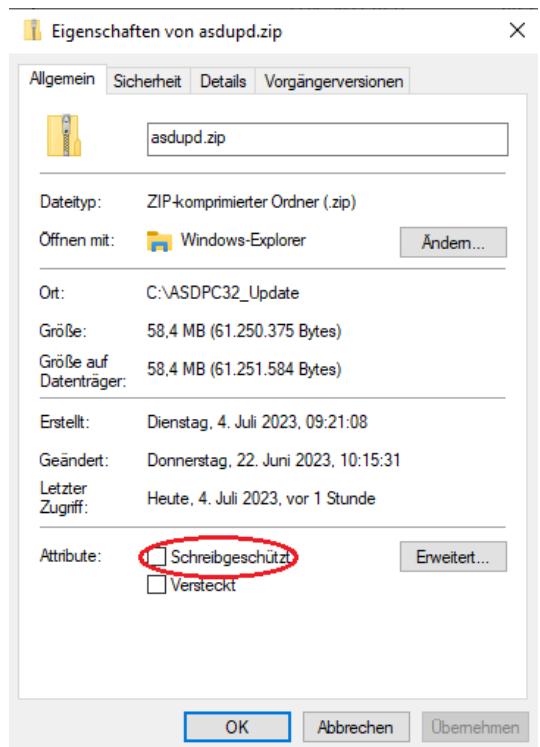 Eigenschaften von asdupd.zip
Allgemein Sicherheit Details Vorgängerversionen
asdupd.zip
Dateityp: ZIP-komprimierter Ordner (.zip)
Öffnen mit: Windows-Explorer Ändern...
Ort: C:\ASDPC32_Update
Größe: 58,4 MB (61.250.375 Bytes)
Größe auf
Datenträger: 58,4 MB (61.251.584 Bytes)
Erstellt: Dienstag, 4. Juli 2023, 09:21:08
Geändert: Donnerstag, 22. Juni 2023, 10:15:31
Letzter
Zugriff: Heute, 4. Juli 2023, vor 1 Stunde
Attribute: Schreibgeschützt Erweitert...
Versteckt
OK Abbrechen Übernehmen